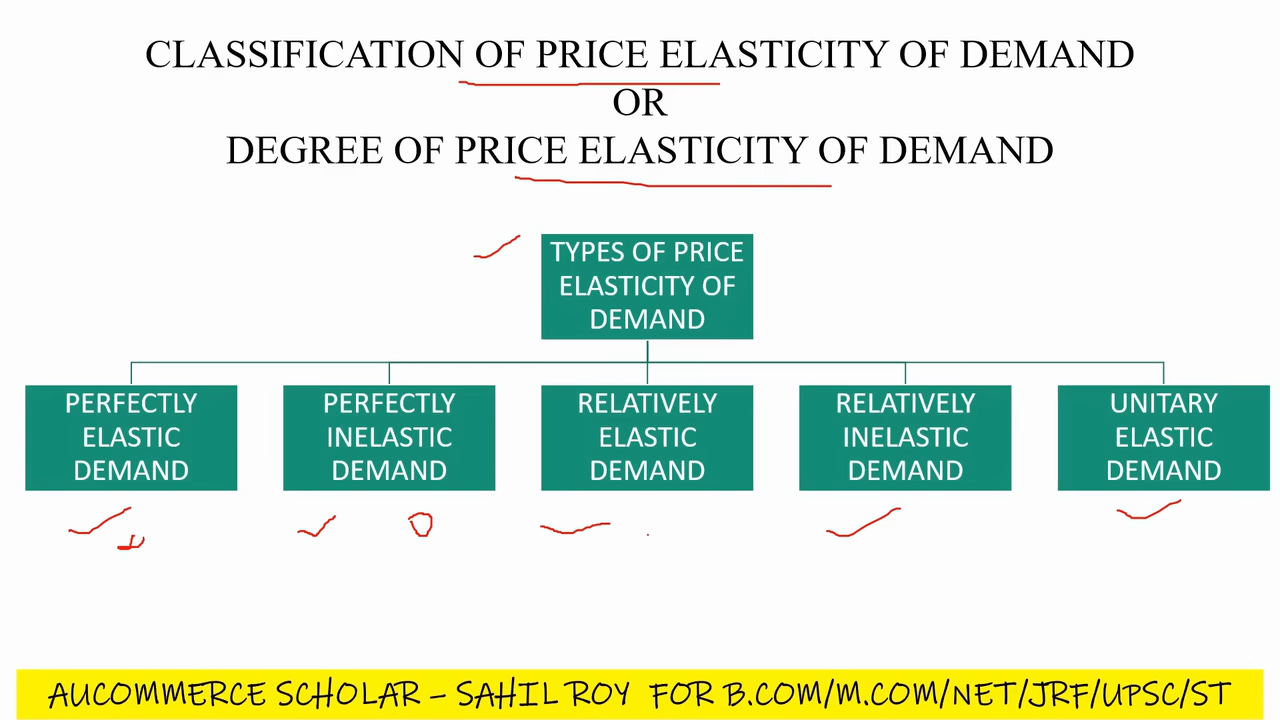 CLASSIFICATION OF PRICE ELASTICITY OF DEMAND
OR
DEGREE OF PRICE ELASTICITY OF DEMAND
TYPES OF PRICE
ELASTICITY OF
DEMAND
PERFECTLY
ELASTIC
DEMAND
PERFECTLY
INELASTIC
DEMAND
RELATIVELY
ELASTIC
DEMAND
RELATIVELY
INELASTIC
DEMAND
UNITARY
ELASTIC
DEMAND
0
AUCOMMERCE SCHOLAR – SAHIL ROY FOR B.COM/M.COM/NET/JRF/UPSC/ST